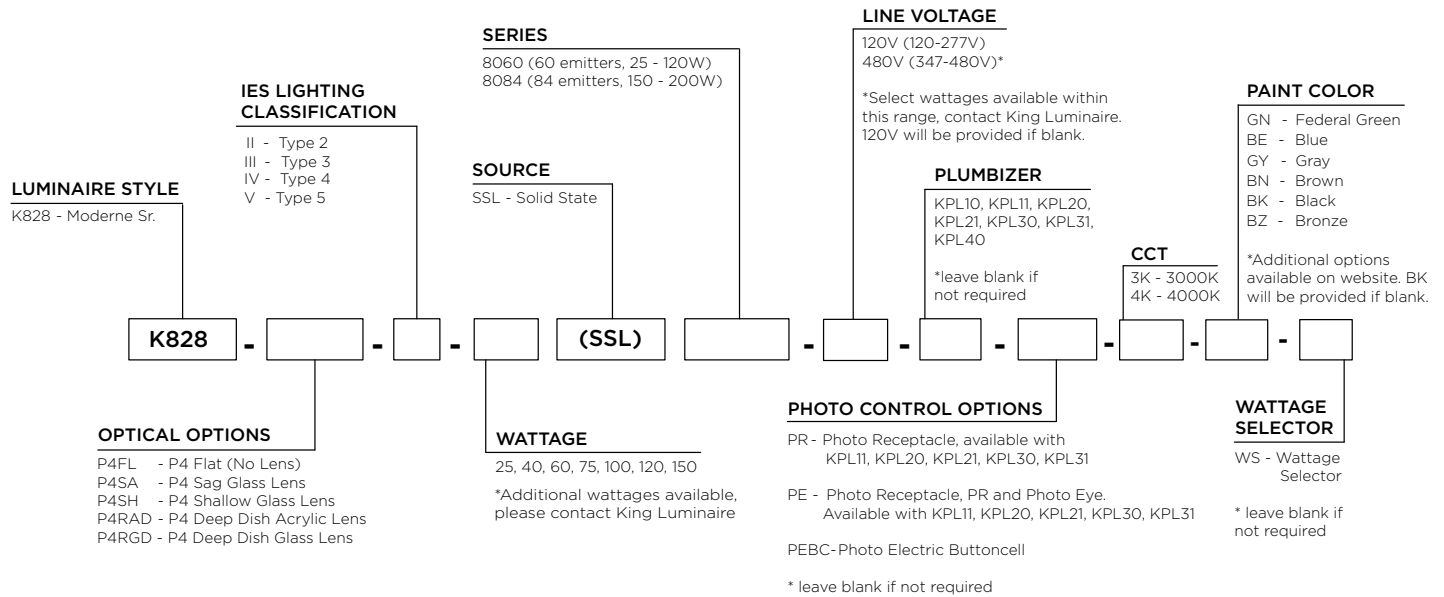 LUMINAIRE STYLE
K828 - Moderne Sr.
IES LIGHTING
CLASSIFICATION
II - Type 2
III - Type 3
IV - Type 4
V - Type 5
SERIES
8060 (60 emitters, 25 - 120W)
8084 (84 emitters, 150 - 200W)
SOURCE
SSL - Solid State
LINE VOLTAGE
120V (120-277V)
480V (347-480V)*
*Select wattages available within
this range, contact King Luminaire.
120V will be provided if blank.
PLUMBIZER
KPL10, KPL11, KPL20,
KPL21, KPL30, KPL31,
KPL40
*leave blank if
not required
CCT
3K - 3000K
4K - 4000K
PAINT COLOR
GN - Federal Green
BE - Blue
GY - Gray
BN - Brown
BK - Black
BZ - Bronze
*Additional options
available on website. BK
will be provided if blank.
K828 - - - (SSL) - - - - - -
OPTICAL OPTIONS
P4FL - P4 Flat (No Lens)
P4SA - P4 Sag Glass Lens
P4SH - P4 Shallow Glass Lens
P4RAD - P4 Deep Dish Acrylic Lens
P4RGD - P4 Deep Dish Glass Lens
WATTAGE
25, 40, 60, 75, 100, 120, 150
*Additional wattages available,
please contact King Luminaire
PHOTO CONTROL OPTIONS
PR - Photo Receptacle, available with
KPL11, KPL20, KPL21, KPL30, KPL31
PE - Photo Receptacle, PR and Photo Eye.
Available with KPL11, KPL20, KPL21, KPL30, KPL31
PEBC-Photo Electric Buttoncell
* leave blank if not required
WATTAGE
SELECTOR
WS - Wattage
Selector
* leave blank if
not required